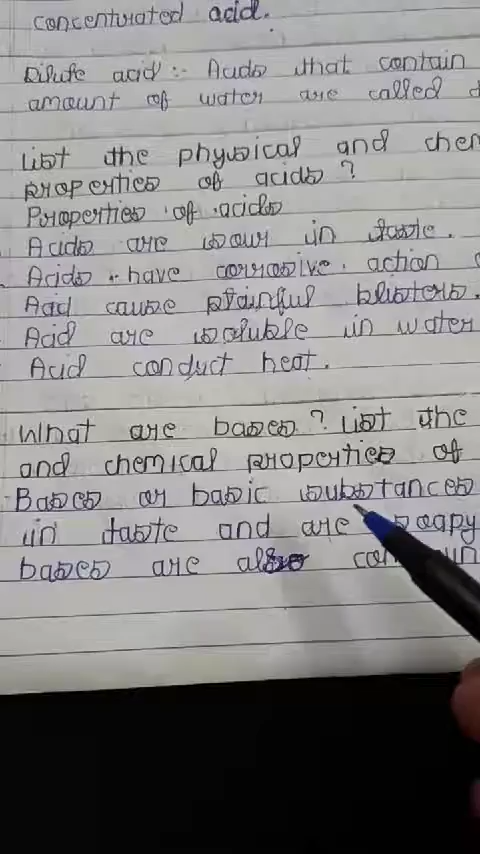 concenturated acid.
Dilute acid :- Acids that contain
amount of water are called d
List the physical and chem
properties of acids ?
Properties of acids
Acids are sour in taste.
Acids have corrosive action
Acid cause painful blisters.
Acid are soluble in water
Acid conduct heat.
What are bases ? List the
and chemical properties of
Bases or basic substances
in taste and are soapy
bases are also